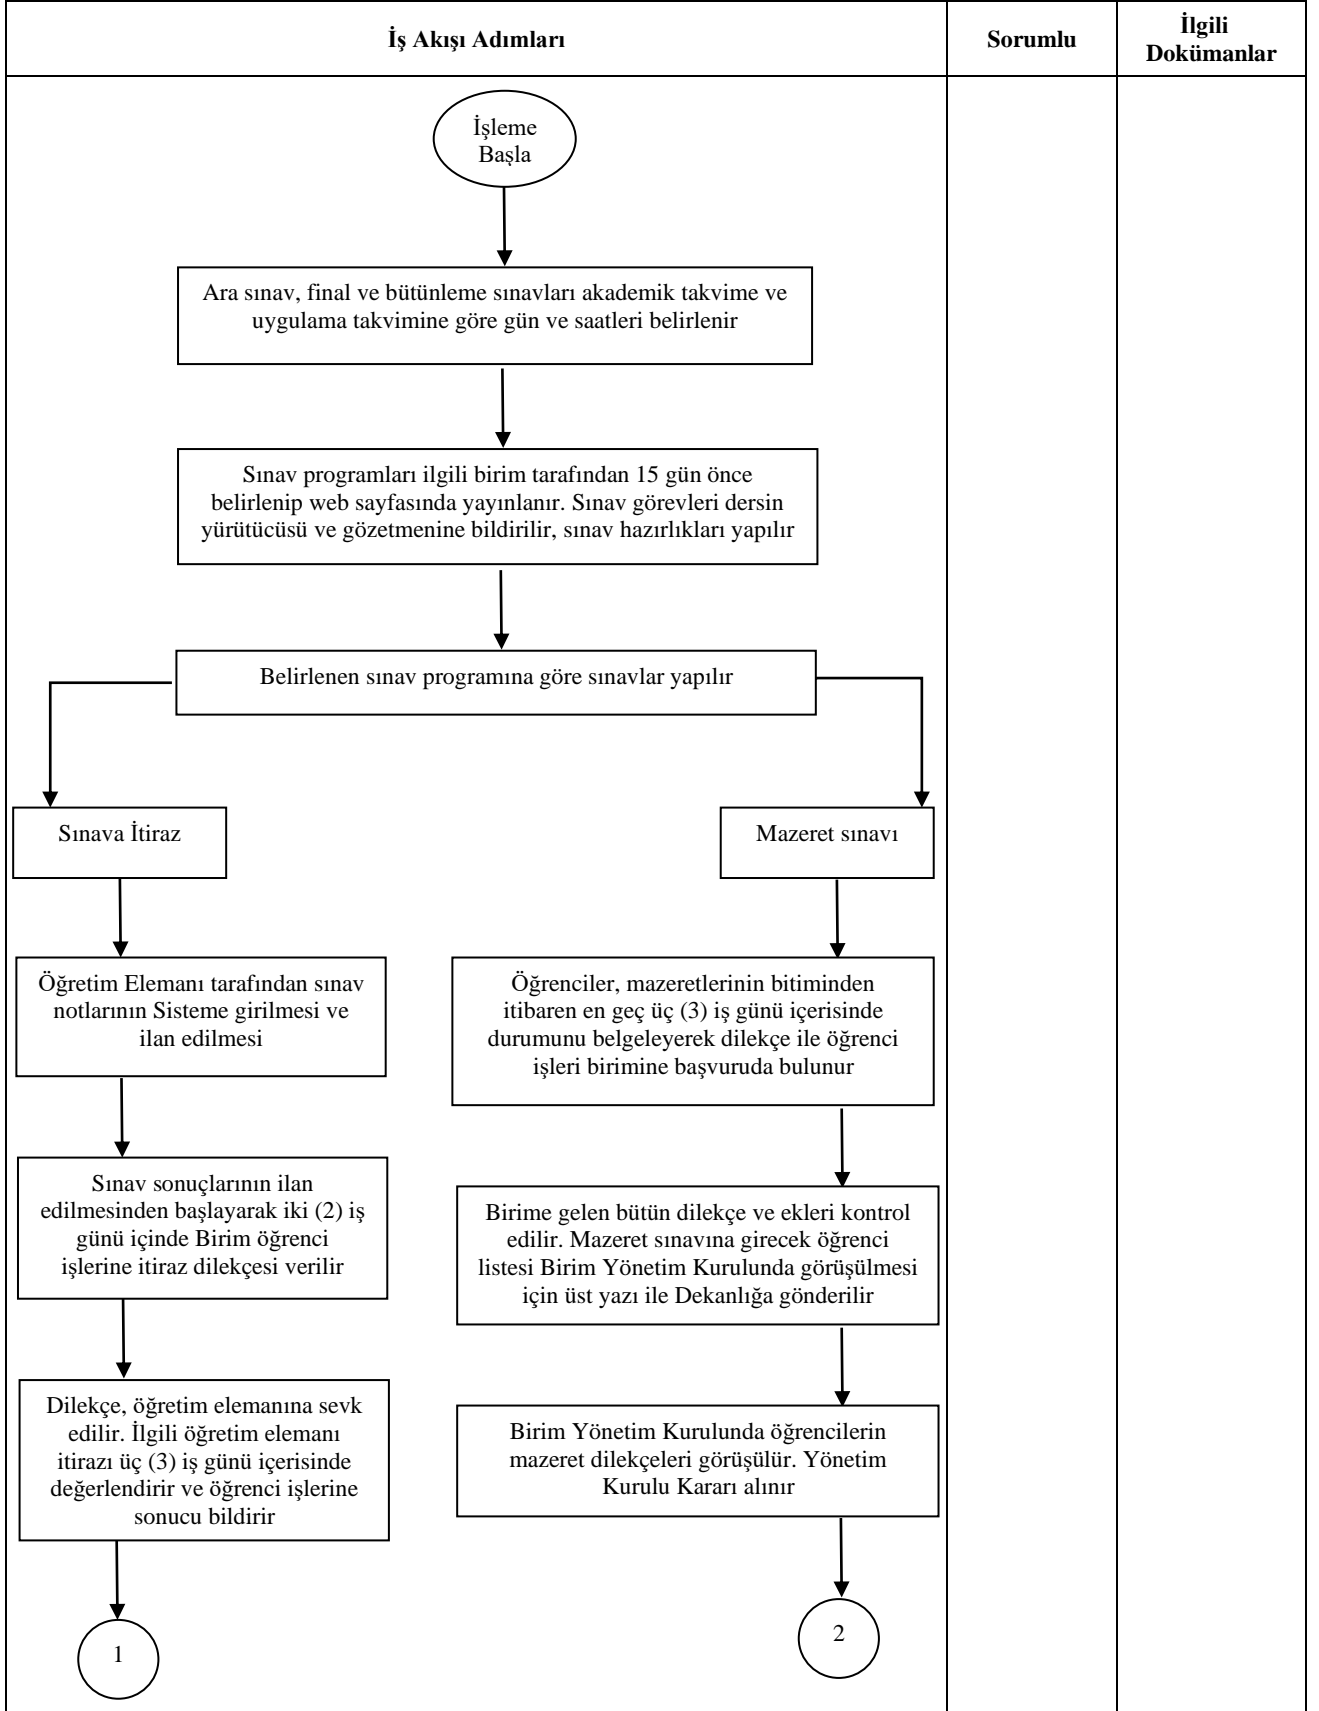 İş Akışı Adımları
Sorumlu
İlgili
Dokümanlar
İşleme
Başla
Ara sınav, final ve bütünleme sınavları akademik takvime ve
uygulama takvimine göre gün ve saatleri belirlenir
Sınav programları ilgili birim tarafından 15 gün önce
belirlenip web sayfasında yayınlanır. Sınav görevleri dersin
yürütücüsü ve gözetmenine bildirilir, sınav hazırlıkları yapılır
Belirlenen sınav programına göre sınavlar yapılır
Sınava İtiraz
Öğretim Elemanı tarafından sınav
notlarının Sisteme girilmesi ve
ilan edilmesi
Sınav sonuçlarının ilan
edilmesinden başlayarak iki (2) iş
günü içinde Birim öğrenci
işlerine itiraz dilekçesi verilir
Dilekçe, öğretim elemanına sevk
edilir. İlgili öğretim elemanı
itirazı üç (3) iş günü içerisinde
değerlendirir ve öğrenci işlerine
sonucu bildirir
1
Mazeret sınavı
Öğrenciler, mazeretlerinin bitiminden
itibaren en geç üç (3) iş günü içerisinde
durumunu belgeleyerek dilekçe ile öğrenci
işleri birimine başvuruda bulunur
Birime gelen bütün dilekçe ve ekleri kontrol
edilir. Mazeret sınavına girecek öğrenci
listesi Birim Yönetim Kurulunda görüşülmesi
için üst yazı ile Dekanlığa gönderilir
Birim Yönetim Kurulunda öğrencilerin
mazeret dilekçeleri görüşülür. Yönetim
Kurulu Kararı alınır
2